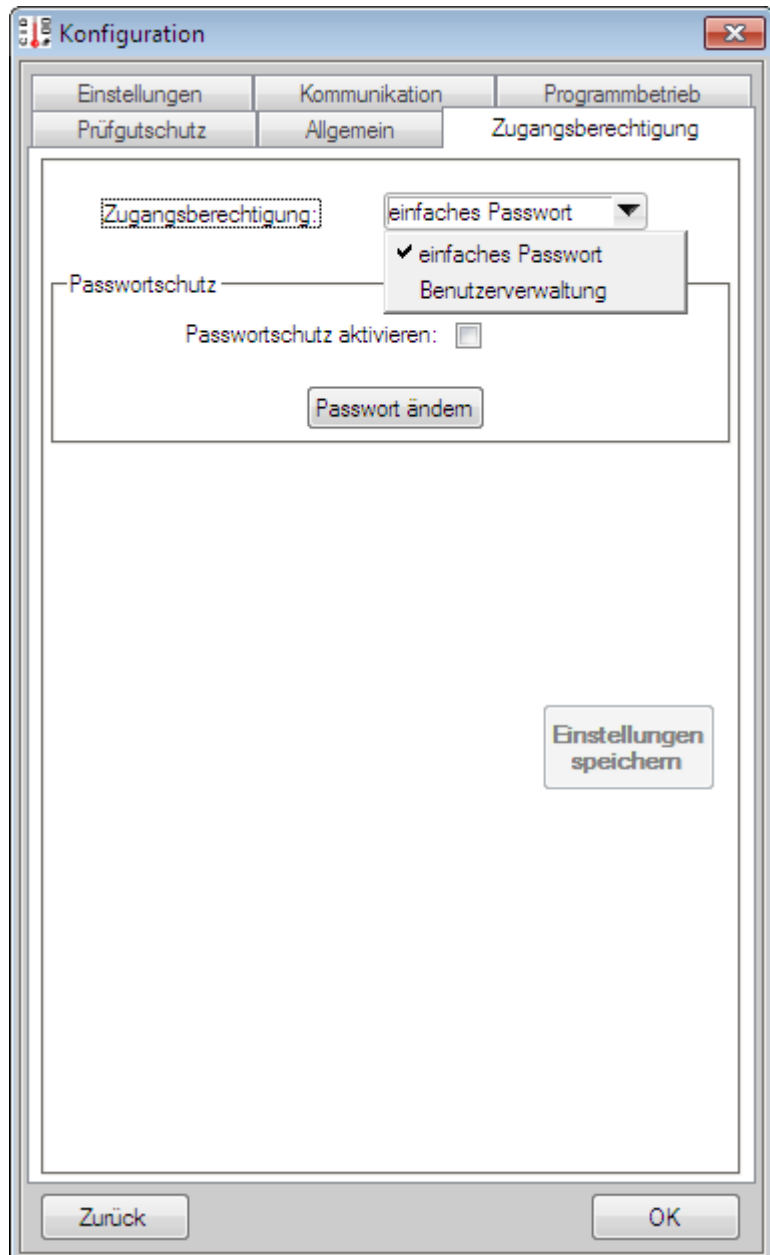 Konfiguration
Einstellungen Kommunikation Programmbetrieb
Prüfgutschutz Allgemein Zugangsberechtigung
Zugangsberechtigung: einfaches Passwort
einfaches Passwort
Benutzerverwaltung
Passwortschutz
Passwortschutz aktivieren:
Passwort ändern
Einstellungen
speichern
Zurück OK